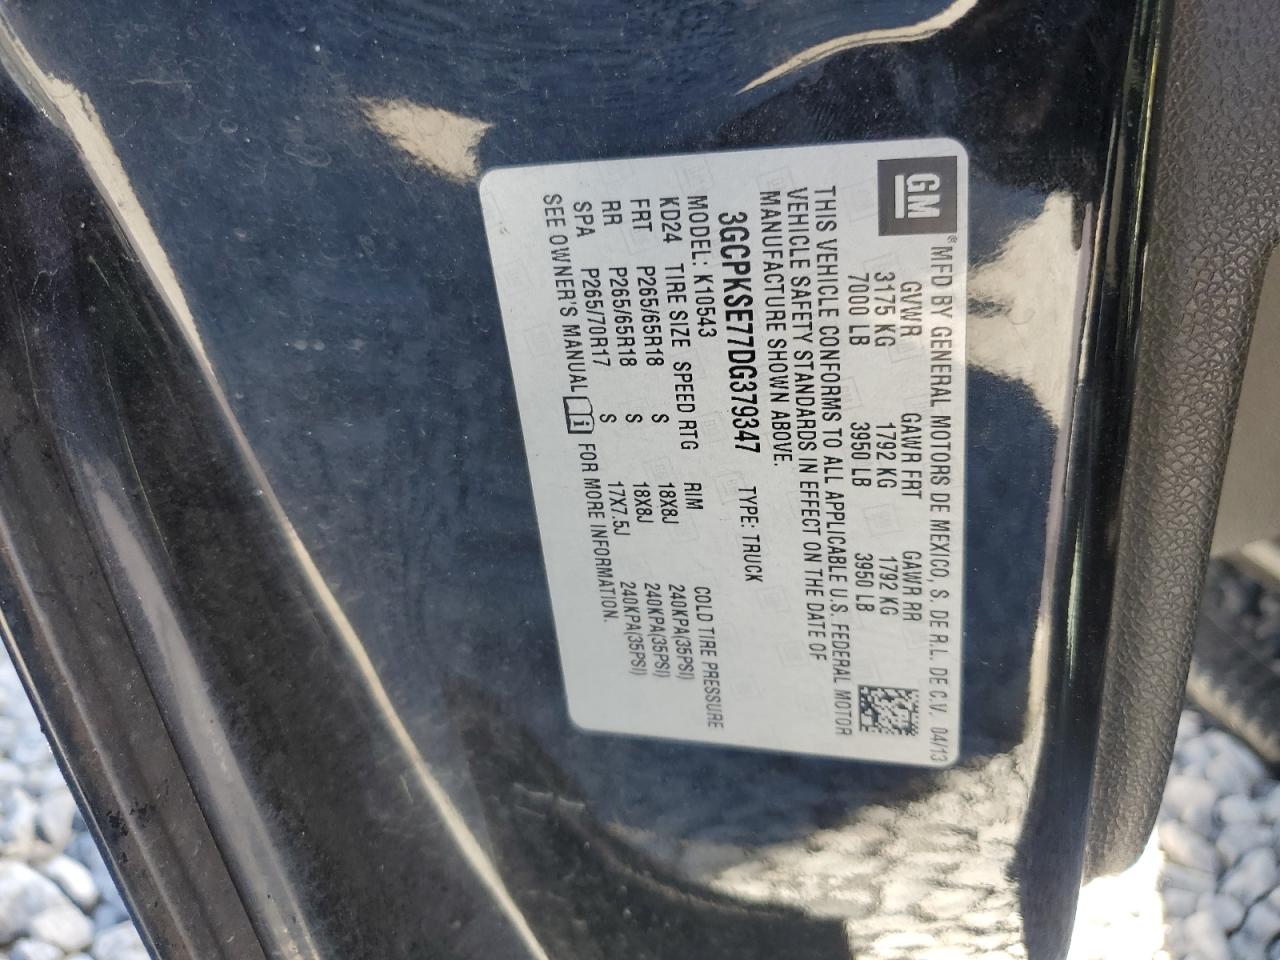 GM
® MFD BY GENERAL MOTORS DE MEXICO, S. DE R.L. DE C.V. 04/13
GVWR GAWR FRT GAWR RR
3175 KG 1792 KG 1792 KG
7000 LB 3950 LB 3950 LB
THIS VEHICLE CONFORMS TO ALL APPLICABLE U.S. FEDERAL MOTOR
VEHICLE SAFETY STANDARDS IN EFFECT ON THE DATE OF
MANUFACTURE SHOWN ABOVE.
3GCPKSE77DG379347 TYPE: TRUCK
MODEL: K10543
KD24 TIRE SIZE SPEED RTG RIM COLD TIRE PRESSURE
FRT P265/65R18 S 18X8J 240KPA(35PSI)
RR P265/65R18 S 18X8J 240KPA(35PSI)
SPA P265/70R17 S 17X7.5J 240KPA(35PSI)
SEE OWNER'S MANUAL i FOR MORE INFORMATION.